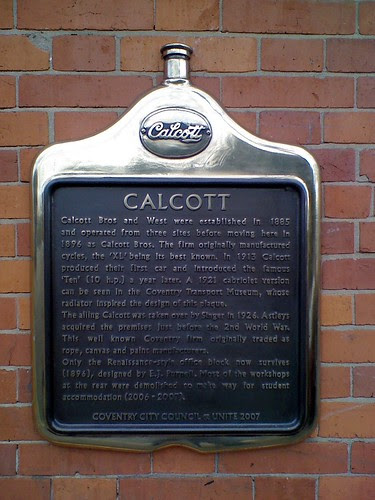 Calcott
CALCOTT
Calcott Bros and West were established in 1885
and operated from three sites before moving here in
1896 as Calcott Bros. The firm originally manufactured
cycles, the 'XL' being its best known. In 1913 Calcott
produced their first car and introduced the famous
'Ten' (10 h.p.) a year later. A 1921 cabriolet version
can be seen in the Coventry Transport Museum, whose
radiator inspired the design of this plaque.
The ailing Calcott was taken over by Singer in 1926. Astleys
acquired the premises just before the 2nd World War.
This well known Coventry firm originally traded as
rope, canvas and paint manufacturers.
Only the Renaissance-style office block now survives
(1896), designed by E.J. Most of the workshops
at the rear were demolished to make way for student
accommodation (2006 - 2007).
COVENTRY CITY COUNCIL UNITE 2007